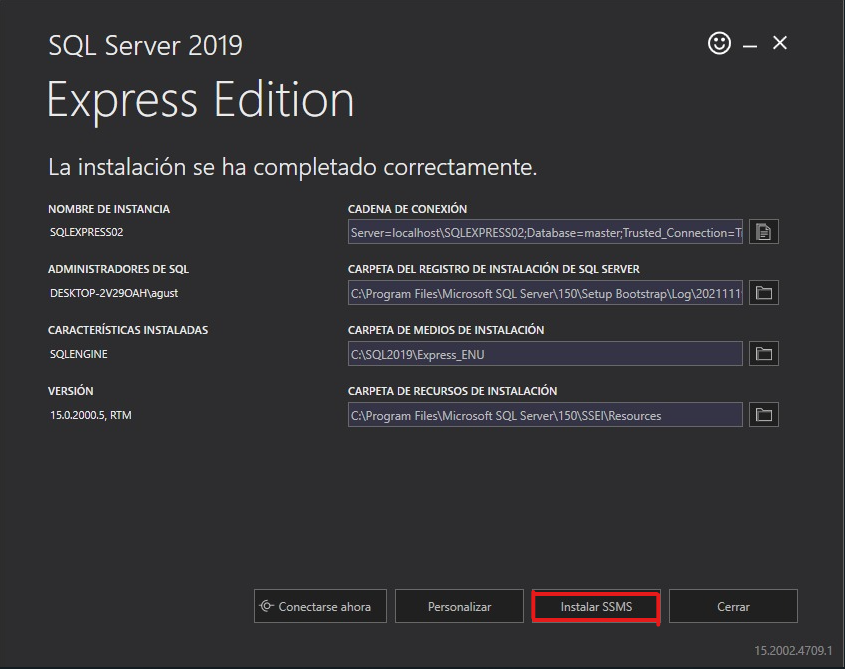 SQL Server 2019
Express Edition
La instalación se ha completado correctamente.
NOMBRE DE INSTANCIA
SQLEXPRESS02
CADENA DE CONEXIÓN
Server=localhost\SQLEXPRESS02;Database=master;Trusted_Connection=T
ADMINISTRADORES DE SQL
DESKTOP-2V29OAH\agust
CARPETA DEL REGISTRO DE INSTALACIÓN DE SQL SERVER
C:\Program Files\Microsoft SQL Server\150\Setup Bootstrap\Log\2021111
CARACTERÍSTICAS INSTALADAS
SQLENGINE
CARPETA DE MEDIOS DE INSTALACIÓN
C:\SQL2019\Express_ENU
VERSIÓN
15.0.2000.5, RTM
CARPETA DE RECURSOS DE INSTALACIÓN
C:\Program Files\Microsoft SQL Server\150\SSEI\Resources
Conectarse ahora
Personalizar
Instalar SSMS
Cerrar
15.2002.4709.1